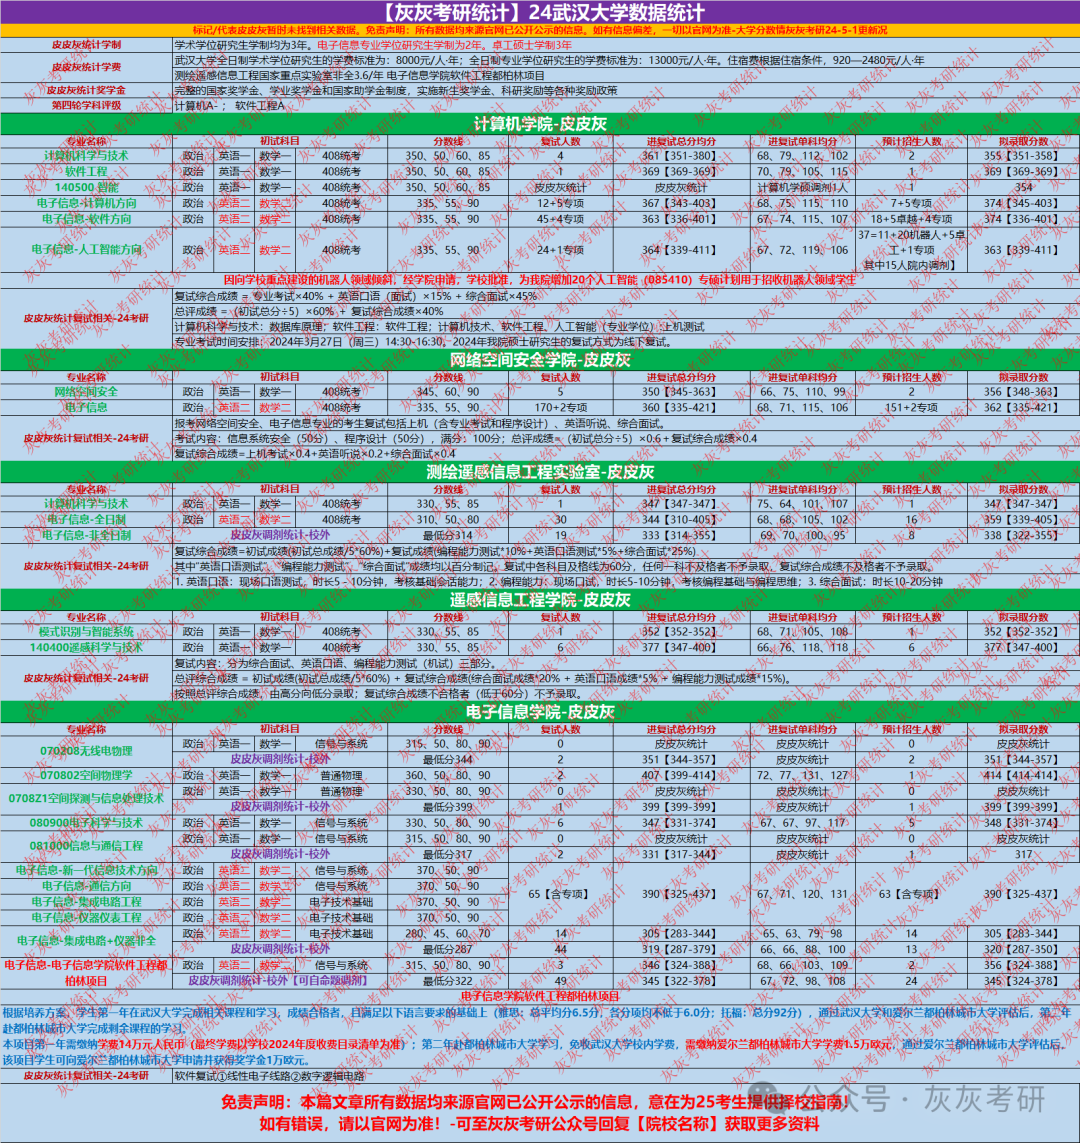 【灰灰考研统计】24武汉大学数据统计
标记/代表皮皮灰暂时未找到相关数据。免责声明：所有数据均来源官网已公开公示的信息。如有信息偏差，一切以官网为准-大学分数情灰灰考研24-5-1更新况
皮皮灰统计学制 学术学位研究生学制均为3年。电子信息专业学位研究生学制为2年。卓工硕士学制3年
皮皮灰统计学费 武汉大学全日制学术学位研究生的学费标准为：8000元/人·年；全日制专业学位研究生的学费标准为：13000元/人·年。住宿费根据住宿条件，920—2480元/人·年
测绘遥感信息工程国家重点实验室非全3.6/年 电子信息学院软件工程都柏林项目
皮皮灰统计奖学金 完整的国家奖学金、学业奖学金和国家助学金制度，实施新生奖学金、科研奖励等各种奖励政策
第四轮学科评级 计算机A-； 软件工程A
计算机学院-皮皮灰
专业名称 初试科目 分数线 复试人数 进复试总分均分 进复试单科均分 预计招生人数 拟录取分数
计算机科学与技术 政治 英语一 数学一 408统考 350、50、60、85 4 361【351-380】 68、79、112、102 2 355【351-358】
软件工程 政治 英语一 数学一 408统考 350、50、60、85 1 369【369-369】 70、79、105、115 1 369【369-369】
140500 智能 政治 英语一 数学一 408统考 350、50、60、85 皮皮灰统计 皮皮灰统计 计算机学硕调剂1人 1 354
电子信息-计算机方向 政治 英语二 数学二 408统考 335、55、90 12+6专项 367【343-403】 68、75、115、110 7+5专项 374【345-403】
电子信息-软件方向 政治 英语二 数学二 408统考 335、55、90 45+4专项 363【336-401】 67、74、115、107 18+5卓越+4专项 374【336-401】
电子信息-人工智能方向 政治 英语二 数学二 408统考 335、55、90 24+1专项 364【339-411】 67、72、119、106 37=11+20机器人+5卓工+1专项 其中15人院内调剂】 363【339-411】
因向学校重点建设的机器人领域倾斜，经学院申请，学校批准，为我院增加20个人工智能（085410）专硕计划用于招收机器人领域学生
皮皮灰统计复试相关-24考研 复试综合成绩 = 专业考试×40% + 英语口语（面试）×15% + 综合面试×45%
总评成绩 =（初试总分÷5）×60% + 复试综合成绩×40%
计算机科学与技术：数据库原理；软件工程：软件工程；计算机技术、软件工程、人工智能（专业学位）:上机测试
专业考试时间安排：2024年3月27日（周三）14:30-16:30。2024年我院硕士研究生的复试方式为线下复试。
网络空间安全学院-皮皮灰
专业名称 初试科目 分数线 复试人数 进复试总分均分 进复试单科均分 预计招生人数 拟录取分数
网络空间安全 政治 英语一 数学一 408统考 345、60、90 5 350【345-363】 66、75、110、99 2 356【348-363】
电子信息 政治 英语二 数学二 408统考 335、55、90 170+2专项 360【335-421】 68、71、115、106 151+2专项 362【335-421】
皮皮灰统计复试相关-24考研 报考网络空间安全、电子信息专业的考生复试包括上机（含专业考试和程序设计）、英语听说、综合面试。
考试内容：信息系统安全（50分）、程序设计（50分），满分：100分；总评成绩=（初试总分÷5）×0.6＋复试综合成绩×0.4
复试综合成绩=上机考试×0.4+英语听说×0.2+综合面试×0.4
测绘遥感信息工程实验室-皮皮灰
专业名称 初试科目 分数线 复试人数 进复试总分均分 进复试单科均分 预计招生人数 拟录取分数
计算机科学与技术 政治 英语一 数学一 408统考 330、55、85 1 347【347-347】 75、64、101、107 1 347【347-347】
电子信息-全日制 政治 英语二 数学二 408统考 310、50、80 30 344【310-405】 68、68、105、102 16 359【339-405】
电子信息-非全日制 皮皮灰调剂统计-校外 最低分314 19 333【314-355】 69、70、100、95 8 338【322-355】
皮皮灰统计复试相关-24考研 复试综合成绩=初试成绩(初试总成绩/5*60%)+复试成绩(编程能力测试*10%+英语口语测试*5%+综合面试*25%)
其中"英语口语测试"、"编程能力测试"、"综合面试"成绩均以百分制记。复试中各科目及格线为60分，任何一科不及格者不予录取。复试综合成绩不及格者不予录取。
1. 英语口语：现场口语测试，时长5 - 10分钟，考核基础会话能力；2. 编程能力：现场口试，时长5-10分钟，考核编程基础与编程思维；3. 综合面试：时长10-20分钟
遥感信息工程学院-皮皮灰
专业名称 初试科目 分数线 复试人数 进复试总分均分 进复试单科均分 预计招生人数 拟录取分数
模式识别与智能系统 政治 英语一 数学一 408统考 330、55、85 1 352【352-352】 68、71、105、108 1 352【352-352】
140400遥感科学与技术 政治 英语一 数学一 408统考 330、55、85 6 377【347-400】 66、76、118、118 6 377【347-400】
皮皮灰统计复试相关-24考研 复试内容：分为综合面试、英语口语、编程能力测试（机试）三部分。
总评综合成绩 = 初试成绩(初试总成绩/5*60%) + 复试综合成绩(综合面试成绩*20% + 英语口语成绩*5% + 编程能力测试成绩*15%)。
按照总评综合成绩，由高分向低分录取；复试综合成绩不合格者（低于60分）不予录取。
电子信息学院-皮皮灰
专业名称 初试科目 分数线 复试人数 进复试总分均分 进复试单科均分 预计招生人数 拟录取分数
070208无线电物理 政治 英语一 数学一 信号与系统 315、50、80、90 0 皮皮灰统计 皮皮灰统计 0 皮皮灰统计
皮皮灰调剂统计-校外 最低分344 2 351【344-357】 皮皮灰统计 2 351【344-357】
070802空间物理学 政治 英语一 数学一 普通物理 360、50、80、90 2 407【399-414】 72、77、131、127 1 414【414-414】
0708Z1空间探测与信息处理技术 政治 英语一 数学一 普通物理 330、50、80、90 0 皮皮灰统计 皮皮灰统计 0 皮皮灰统计
皮皮灰调剂统计-校外 最低分399 1 399【399-399】 皮皮灰统计 1 399【399-399】
080900电子科学与技术 政治 英语一 数学一 信号与系统 330、50、80、90 6 347【331-374】 67、67、97、117 5 348【331-374】
081000信息与通信工程 政治 英语一 数学一 信号与系统 315、50、80、90 0 皮皮灰统计 皮皮灰统计 0 皮皮灰统计
皮皮灰调剂统计-校外 最低分317 2 331【317-344】 皮皮灰统计 1 317
电子信息-新一代信息技术方向 政治 英语二 数学二 信号与系统 370、50、90
电子信息-通信方向 政治 英语二 数学二 信号与系统 370、50、90 65【含专项】 390【325-437】 67、71、120、131 63【含专项】 390【325-437】
电子信息-集成电路工程 政治 英语二 数学二 电子技术基础 370、50、90
电子信息-仪器仪表工程 政治 英语二 数学二 电子技术基础 370、50、90
电子信息-集成电路+仪器非全 政治 英语二 数学二 电子技术基础 280、45、60、70 14 305【283-344】 65、63、79、98 14 305【283-344】
皮皮灰调剂统计-校外 最低分287 44 319【287-379】 66、66、88、100 13 320【287-350】
电子信息-电子信息学院软件工程都柏林项目 政治 英语二 数学二 信号与系统 315、50、80、90 3 346【324-388】 68、66、103、109 2 356【324-388】
皮皮灰调剂统计-校外【可自命题调剂】 最低分322 49 345【322-378】 67、72、98、108 24 345【322-378】
电子信息学院软件工程都柏林项目
根据培养方案，学生第一年在武汉大学完成相关课程和学习，成结合格者，且满足以下语言要求的基础上（雅思：总平均分6.5分，各分项均不低于6.0分；托福：总分92分），通过武汉大学和爱尔兰都柏林城市大学评估后，第二年赴都柏林城市大学完成剩余课程的学习。
本项目第一年需缴纳学费14万元人民币（最终学费以学校2024年度收费目录清单为准）；第二年赴都柏林城市大学学习，免收武汉大学校内学费，需缴纳爱尔兰都柏林城市大学学费1.5万欧元，通过爱尔兰都柏林城市大学评估后，该项目学生可向爱尔兰都柏林城市大学申请并获得奖学金1万欧元。
皮皮灰统计复试相关-24考研 软件复试①线性电子线路②数字逻辑电路
免责声明：本篇文章所有数据均来源官网已公开公示的信息，意在为25考生提供择校指南！
如有错误，请以官网为准！-可至灰灰考研公众号回复【院校名称】获取更多资料
公众号 · 灰灰考研